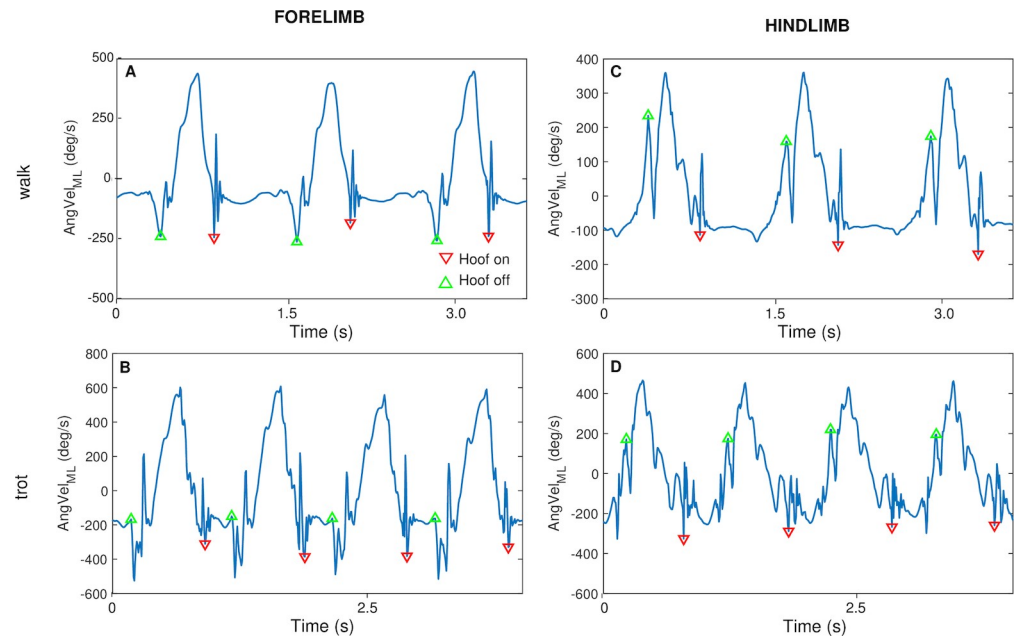 FORELIMB
HINDLIMB
walk
A
AngVel_ML (deg/s)
500
250
0
-250
-500
Hoof on
Hoof off
0
1.5
3.0
Time (s)
C
AngVel_ML (deg/s)
400
300
200
100
0
-100
-200
-300
0
1.5
3.0
Time (s)
trot
B
AngVel_ML (deg/s)
800
600
400
200
0
-200
-400
-600
0
2.5
Time (s)
D
AngVel_ML (deg/s)
600
400
200
0
200
400
-600
0
2.5
Time (s)